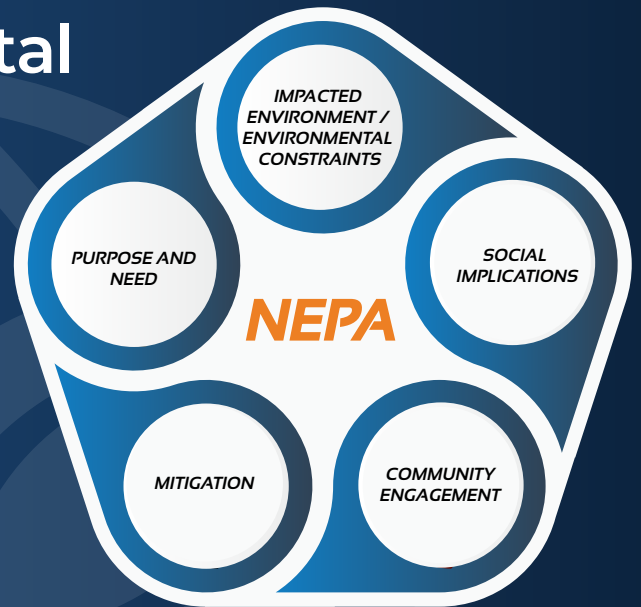 tal
IMPACTED
ENVIRONMENT /
ENVIRONMENTAL
CONSTRAINTS
PURPOSE AND
NEED
SOCIAL
IMPLICATIONS
NEPA
MITIGATION
COMMUNITY
ENGAGEMENT